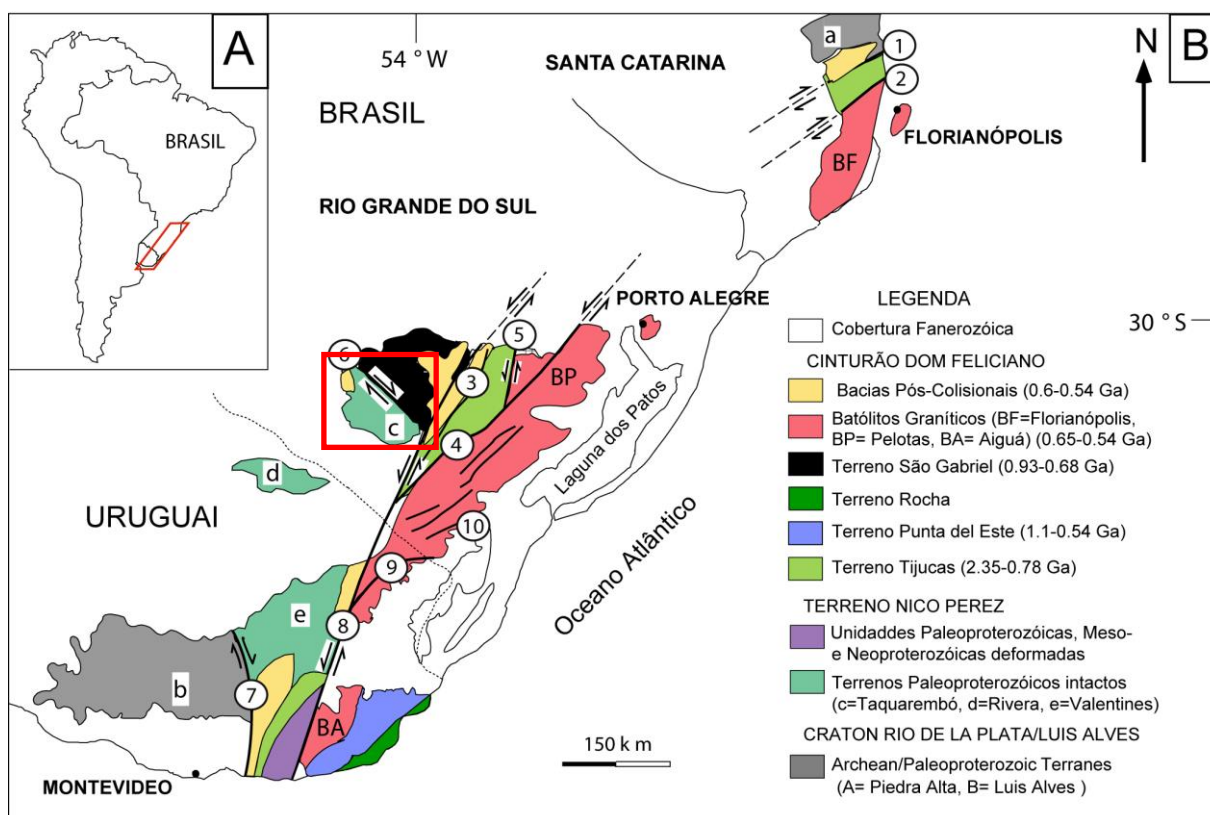 A
BRASIL
B
54 ° W
N
30 ° S
SANTA CATARINA
BRASIL
FLORIANÓPOLIS
RIO GRANDE DO SUL
PORTO ALEGRE
Laguna dos Patos
Oceano Atlântico
URUGUAI
MONTEVIDEO
150 k m
a
1
2
BF
5
6
3
BP
c
4
d
10
9
e
8
b
7
BA
LEGENDA
Cobertura Fanerozóica
CINTURÃO DOM FELICIANO
Bacias Pós-Colisionais (0.6-0.54 Ga)
Batólitos Graníticos (BF=Florianópolis,
BP= Pelotas, BA= Aiguá) (0.65-0.54 Ga)
Terreno São Gabriel (0.93-0.68 Ga)
Terreno Rocha
Terreno Punta del Este (1.1-0.54 Ga)
Terreno Tijucas (2.35-0.78 Ga)
TERRENO NICO PEREZ
Unidaddes Paleoproterozóicas, Meso-
e Neoproterozóicas deformadas
Terrenos Paleoproterozóicos intactos
(c=Taquarembó, d=Rivera, e=Valentines)
CRATON RIO DE LA PLATA/LUIS ALVES
Archean/Paleoproterozoic Terranes
(A= Piedra Alta, B= Luis Alves )